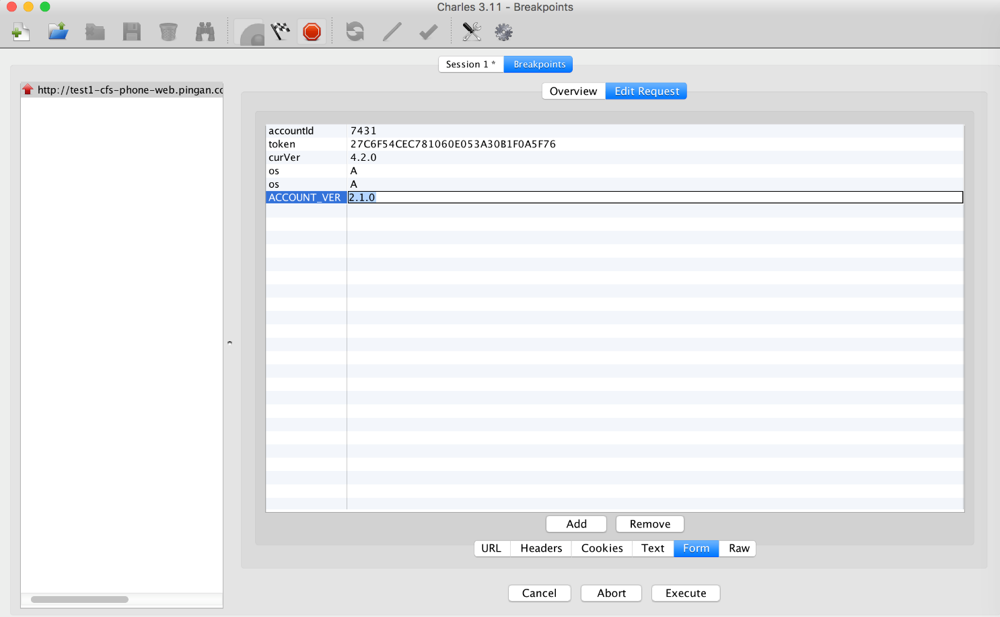 Charles 3.11 - Breakpoints
Session 1 *
Breakpoints
http://test1-cfs-phone-web.pingan.co
Overview
Edit Request
accountId 7431
token 27C6F54CEC781060E053A30B1F0A5F76
curVer 4.2.0
os A
os A
ACCOUNT_VER 2.1.0
Add
Remove
URL
Headers
Cookies
Text
Form
Raw
Cancel
Abort
Execute